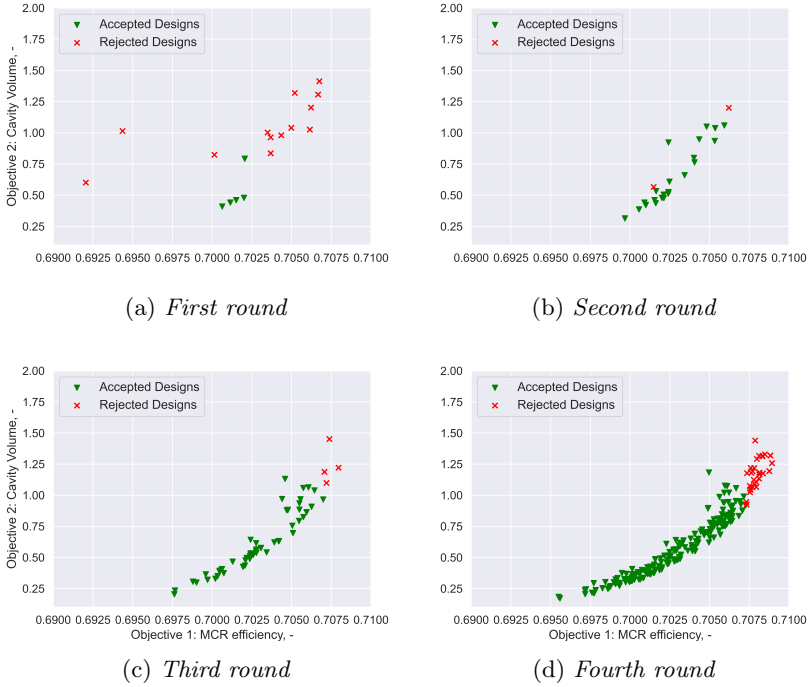 2.00
1.75
1.50
1.25
1.00
0.75
0.50
0.25
Objective 2: Cavity Volume, -
Accepted Designs
Rejected Designs
0.6900 0.6925 0.6950 0.6975 0.7000 0.7025 0.7050 0.7075 0.7100
(a) First round
2.00
1.75
1.50
1.25
1.00
0.75
0.50
0.25
Accepted Designs
Rejected Designs
0.6900 0.6925 0.6950 0.6975 0.7000 0.7025 0.7050 0.7075 0.7100
(b) Second round
2.00
1.75
1.50
1.25
1.00
0.75
0.50
0.25
Objective 2: Cavity Volume, -
Accepted Designs
Rejected Designs
0.6900 0.6925 0.6950 0.6975 0.7000 0.7025 0.7050 0.7075 0.7100
Objective 1: MCR efficiency, -
(c) Third round
2.00
1.75
1.50
1.25
1.00
0.75
0.50
0.25
Accepted Designs
Rejected Designs
0.6900 0.6925 0.6950 0.6975 0.7000 0.7025 0.7050 0.7075 0.7100
Objective 1: MCR efficiency, -
(d) Fourth round